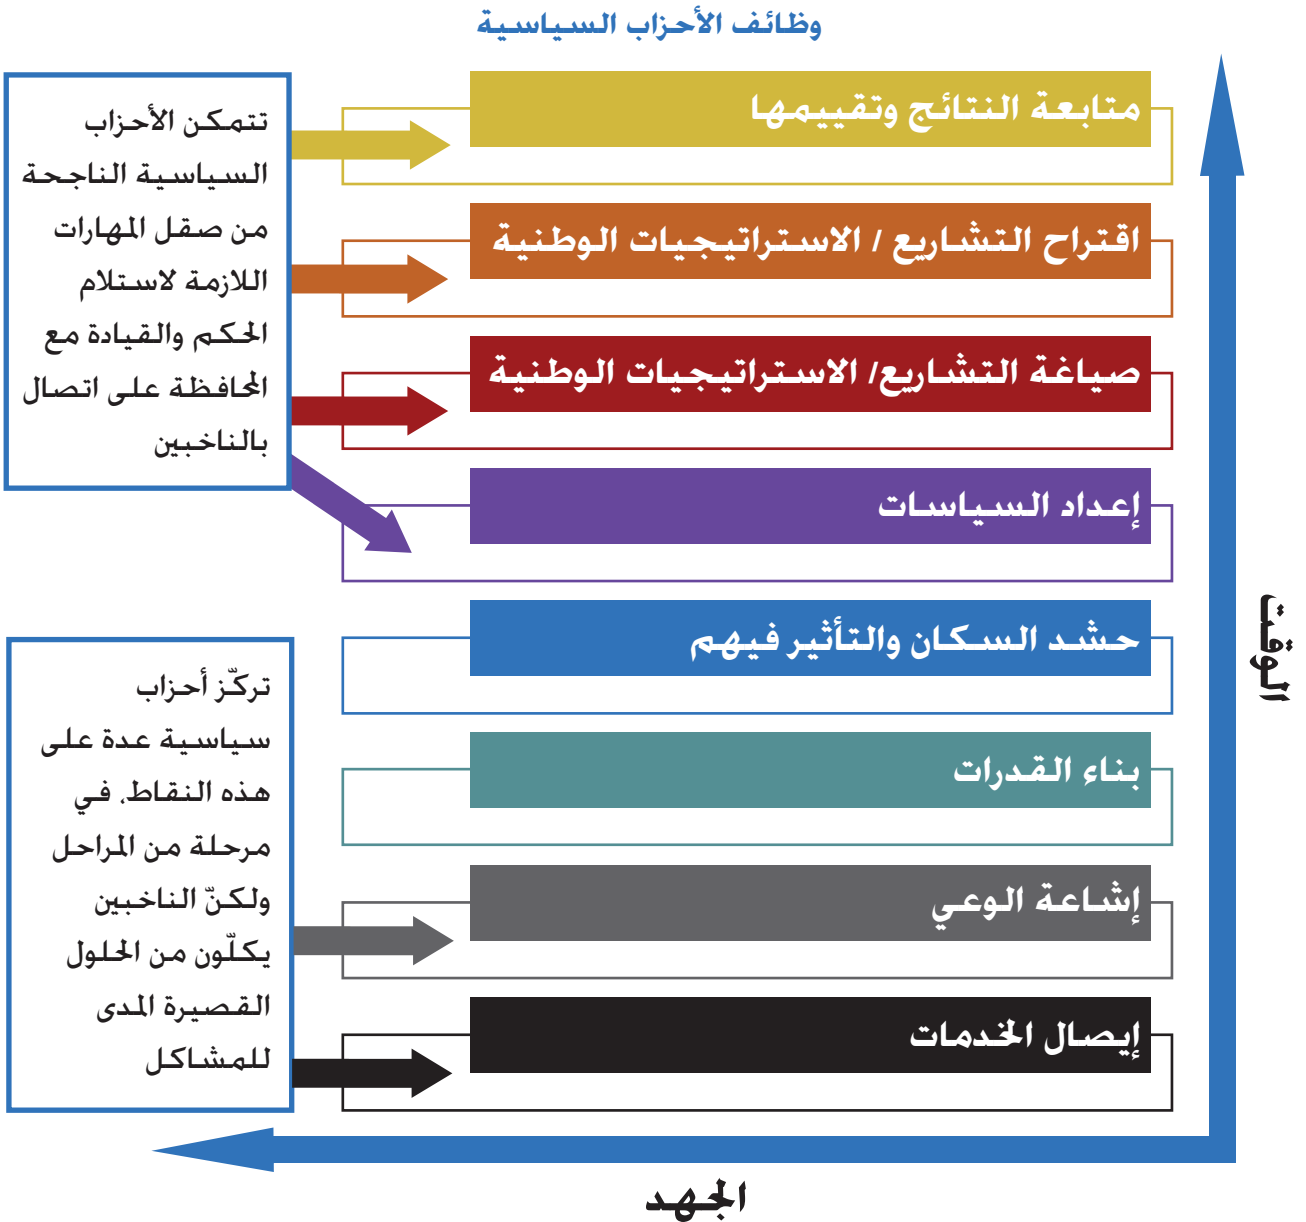 وظائف الأحزاب السياسية
متابعة النتائج وتقييمها
اقتراح التشاريع / الاستراتيجيات الوطنية
صياغة التشاريع/ الاستراتيجيات الوطنية
إعداد السياسات
حشد السكان والتأثير فيهم
بناء القدرات
إشاعة الوعي
إيصال الخدمات
تتمكن الأحزاب
السياسية الناجحة
من صقل المهارات
اللازمة لاستلام
الحكم والقيادة مع
المحافظة على اتصال
بالناخبين
تركّز أحزاب
سياسية عدة على
هذه النقاط، في
مرحلة من المراحل
ولكنّ الناخبين
يكلّون من الحلول
القصيرة المدى
للمشاكل
الوقت
الجهد